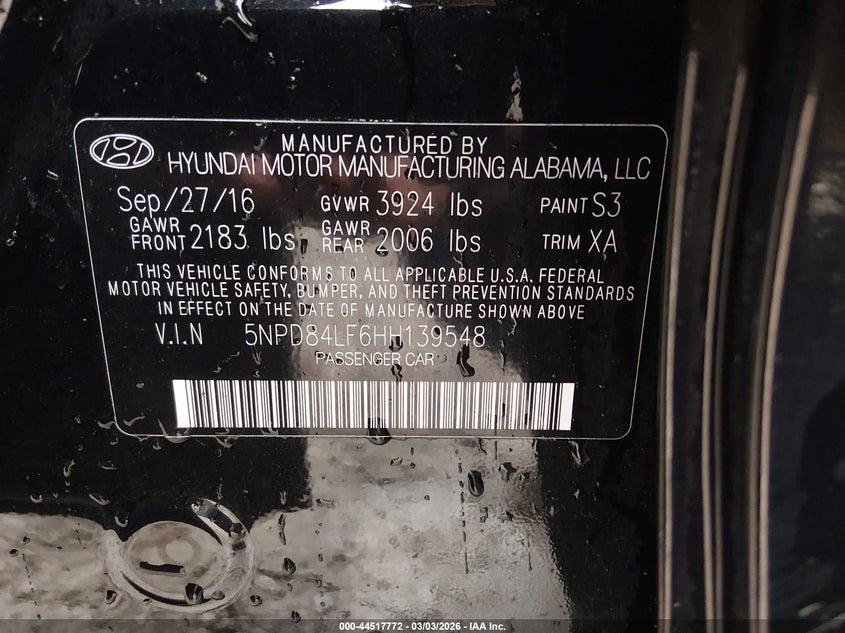 MANUFACTURED BY
HYUNDAI MOTOR MANUFACTURING ALABAMA, LLC
Sep/27/16 GVWR 3924 lbs PAINT S3
GAWR FRONT 2183 lbs GAWR REAR 2006 lbs TRIM XA
THIS VEHICLE CONFORMS TO ALL APPLICABLE U.S.A. FEDERAL
MOTOR VEHICLE SAFETY, BUMPER, AND THEFT PREVENTION STANDARDS
IN EFFECT ON THE DATE OF MANUFACTURE SHOWN ABOVE
V.I.N 5NPD84LF6HH139548
PASSENGER CAR
000-44517772 - 03/03/2026 - IAA Inc.